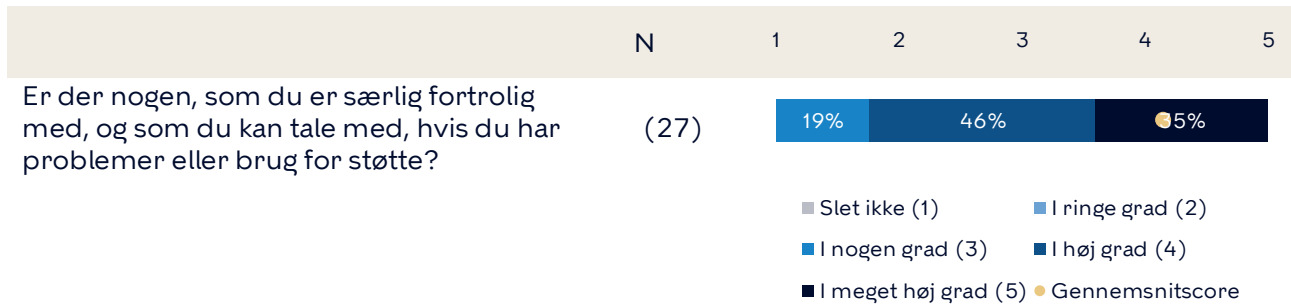 N 1 2 3 4 5
Er der nogen, som du er særlig fortrolig
med, og som du kan tale med, hvis du har
problemer eller brug for støtte?
(27)
19% 46% 35%
Slet ikke (1) I ringe grad (2)
I nogen grad (3) I høj grad (4)
I meget høj grad (5) Gennemsnitscore